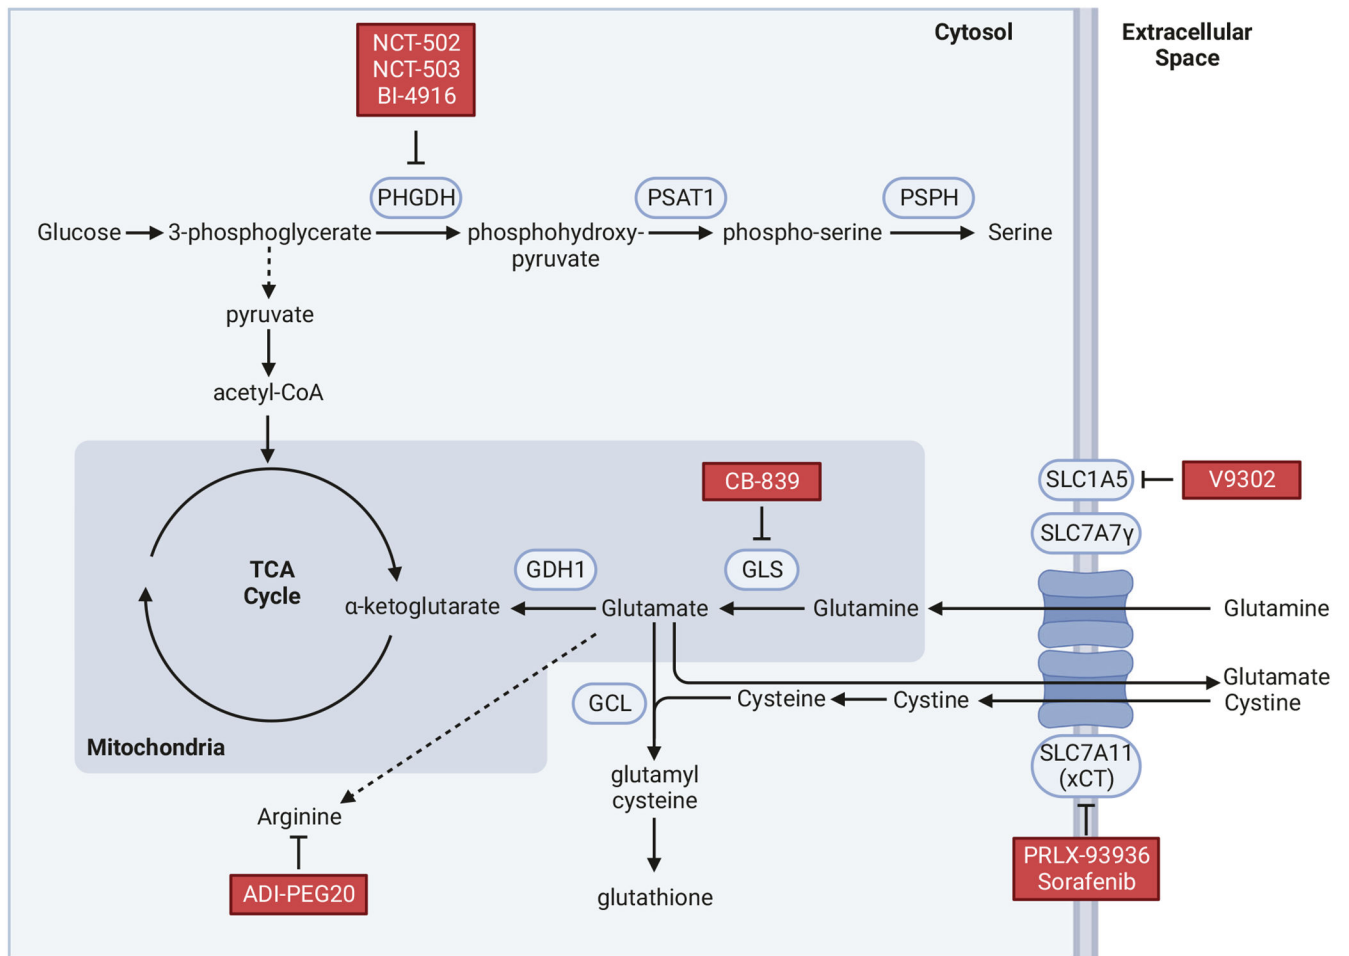 Cytosol
Extracellular
Space
NCT-502
NCT-503
BI-4916
PHGDH
PSAT1
PSPH
Glucose
3-phosphoglycerate
phosphohydroxy-
pyruvate
phospho-serine
Serine
pyruvate
acetyl-CoA
CB-839
SLC1A5
V9302
SLC7A7γ
TCA
Cycle
GDH1
GLS
α-ketoglutarate
Glutamate
Glutamine
Glutamine
Glutamate
Cystine
GCL
Cysteine
Cystine
Mitochondria
SLC7A11
(xCT)
glutamyl
cysteine
Arginine
ADI-PEG20
glutathione
PRLX-93936
Sorafenib